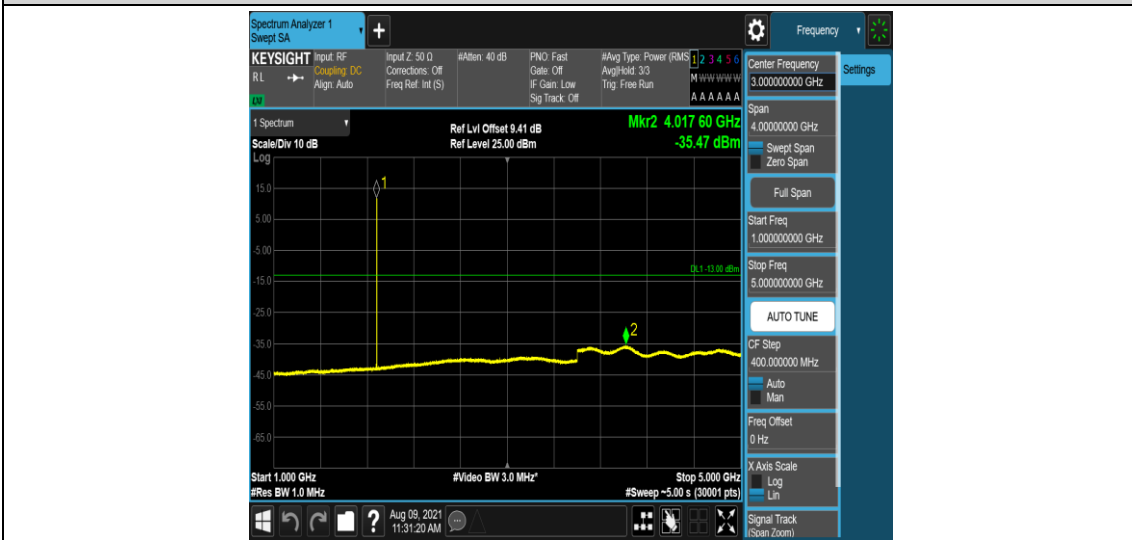 Spectrum Analyzer 1
Swept SA
+
Frequency
KEYSIGHT
RL
LXI
Input: RF
Coupling: DC
Align: Auto
Input Z: 50 Ω
Corrections: Off
Freq Ref: Int (S)
#Atten: 40 dB
PNO: Fast
Gate: Off
IF Gain: Low
Sig Track: Off
#Avg Type: Power (RMS
Avg|Hold: 3/3
Trig: Free Run
1 2 3 4 5 6
M W W W W W
A A A A A A
1 Spectrum
Scale/Div 10 dB
Ref Lvl Offset 9.41 dB
Ref Level 25.00 dBm
Mkr2 4.017 60 GHz
-35.47 dBm
Log
15.0
5.00
-5.00
-15.0
-25.0
-35.0
-45.0
-55.0
-65.0
1
2
DL1 -13.00 dBm
Start 1.000 GHz
#Res BW 1.0 MHz
#Video BW 3.0 MHz*
Stop 5.000 GHz
#Sweep ~5.00 s (30001 pts)
?
Aug 09, 2021
11:31:20 AM
Center Frequency
3.000000000 GHz
Settings
Span
4.00000000 GHz
Swept Span
Zero Span
Full Span
Start Freq
1.000000000 GHz
Stop Freq
5.000000000 GHz
AUTO TUNE
CF Step
400.000000 MHz
Auto
Man
Freq Offset
0 Hz
X Axis Scale
Log
Lin
Signal Track
(Span Zoom)